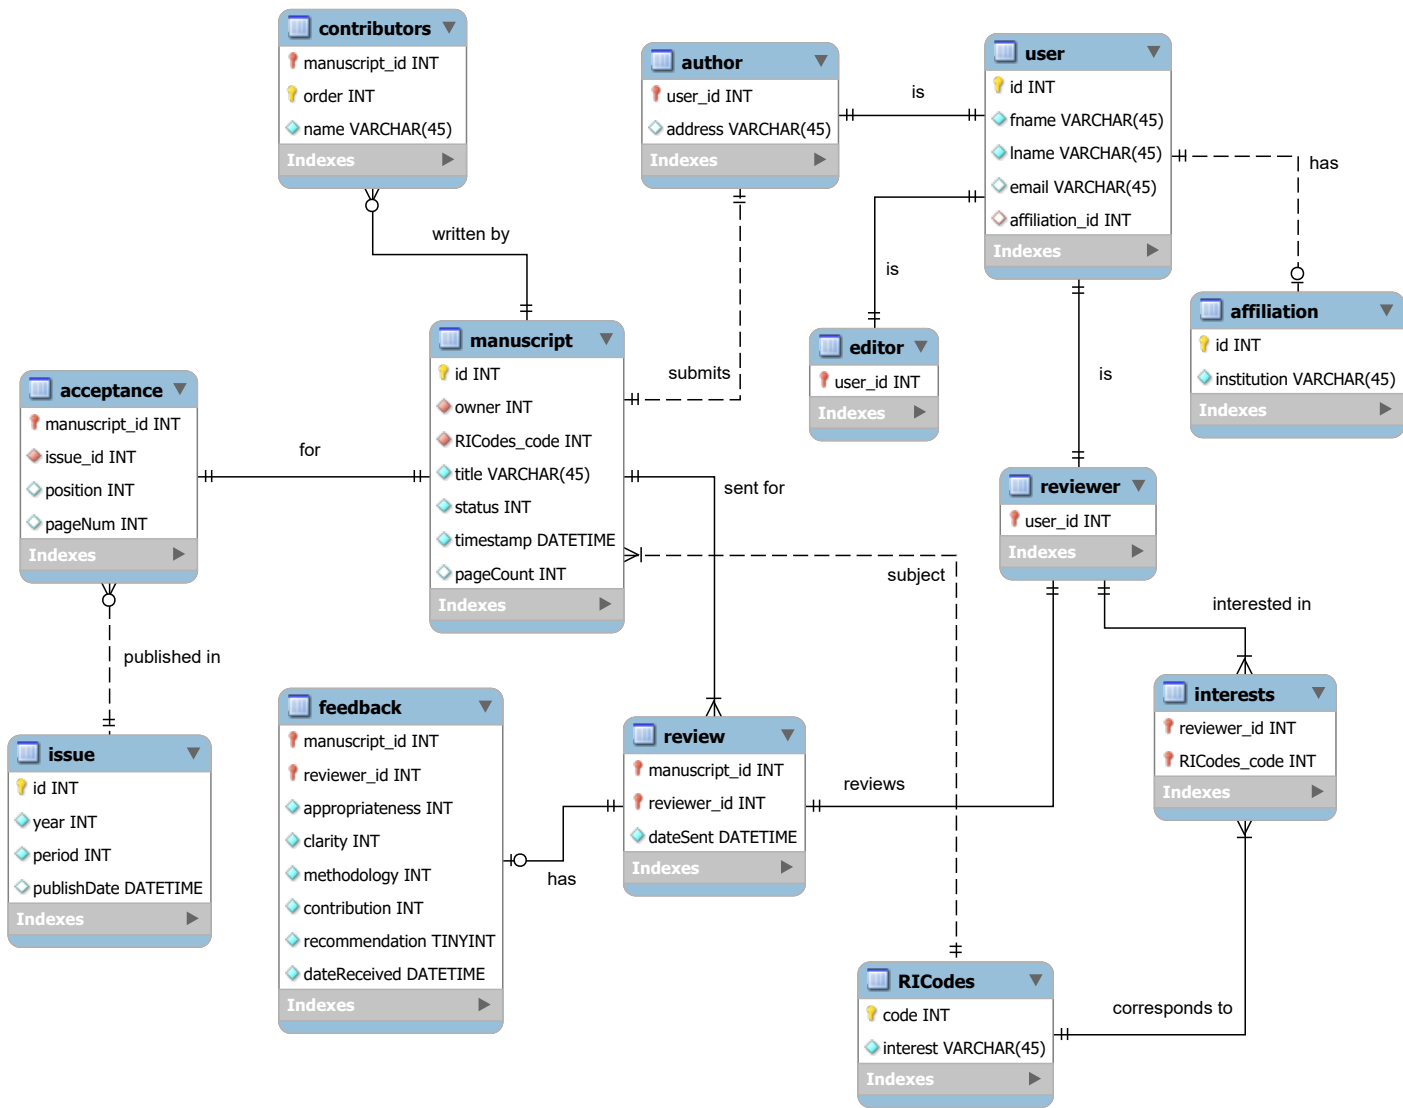 contributors
manuscript_id INT
order INT
name VARCHAR(45)
Indexes
author
user_id INT
address VARCHAR(45)
Indexes
is
user
id INT
fname VARCHAR(45)
lname VARCHAR(45)
email VARCHAR(45)
affiliation_id INT
Indexes
has
written by
is
submits
is
affiliation
id INT
institution VARCHAR(45)
Indexes
editor
user_id INT
Indexes
manuscript
id INT
owner INT
RICodes_code INT
title VARCHAR(45)
status INT
timestamp DATETIME
pageCount INT
Indexes
acceptance
manuscript_id INT
issue_id INT
position INT
pageNum INT
Indexes
for
sent for
subject
reviewer
user_id INT
Indexes
interested in
published in
interests
reviewer_id INT
RICodes_code INT
Indexes
feedback
manuscript_id INT
reviewer_id INT
appropriateness INT
clarity INT
methodology INT
contribution INT
recommendation TINYINT
dateReceived DATETIME
Indexes
review
manuscript_id INT
reviewer_id INT
dateSent DATETIME
Indexes
reviews
has
issue
id INT
year INT
period INT
publishDate DATETIME
Indexes
RICodes
code INT
interest VARCHAR(45)
Indexes
corresponds to